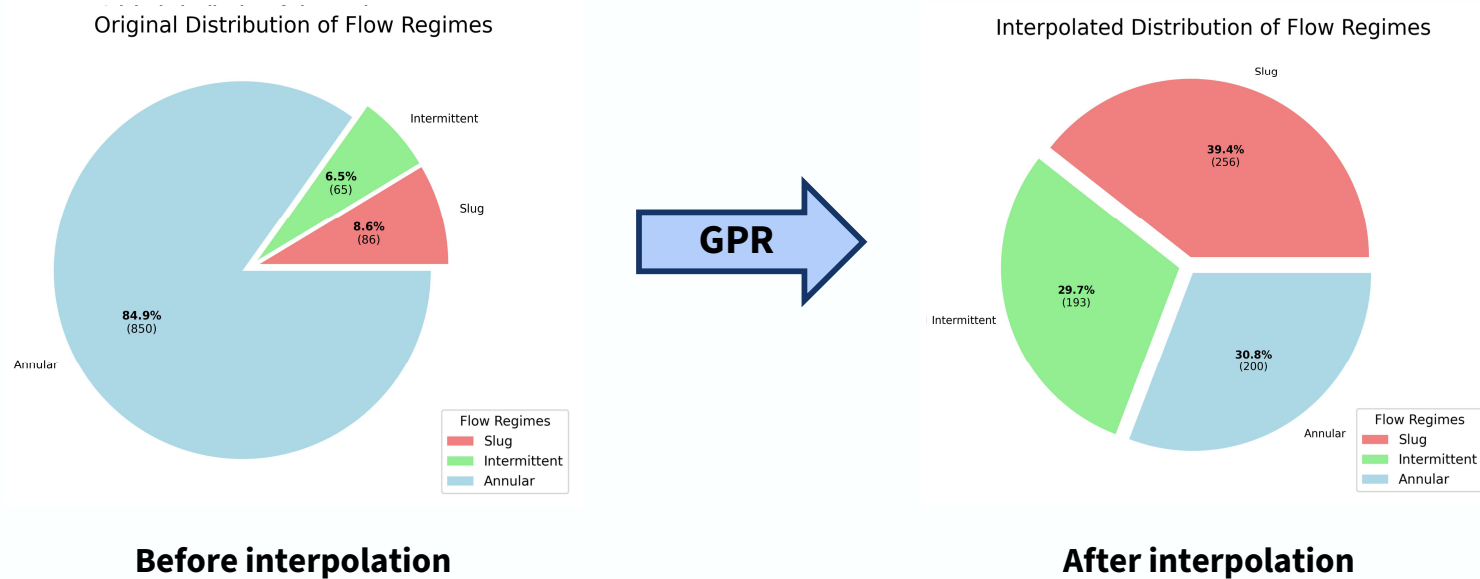 Original Distribution of Flow Regimes
Intermittent
6.5%
(65)
Slug
8.6%
(86)
84.9%
(850)
Annular
Flow Regimes
Slug
Intermittent
Annular
Before interpolation
GPR
Interpolated Distribution of Flow Regimes
Slug
39.4%
(256)
29.7%
(193)
Intermittent
30.8%
(200)
Annular
Flow Regimes
Slug
Intermittent
Annular
After interpolation